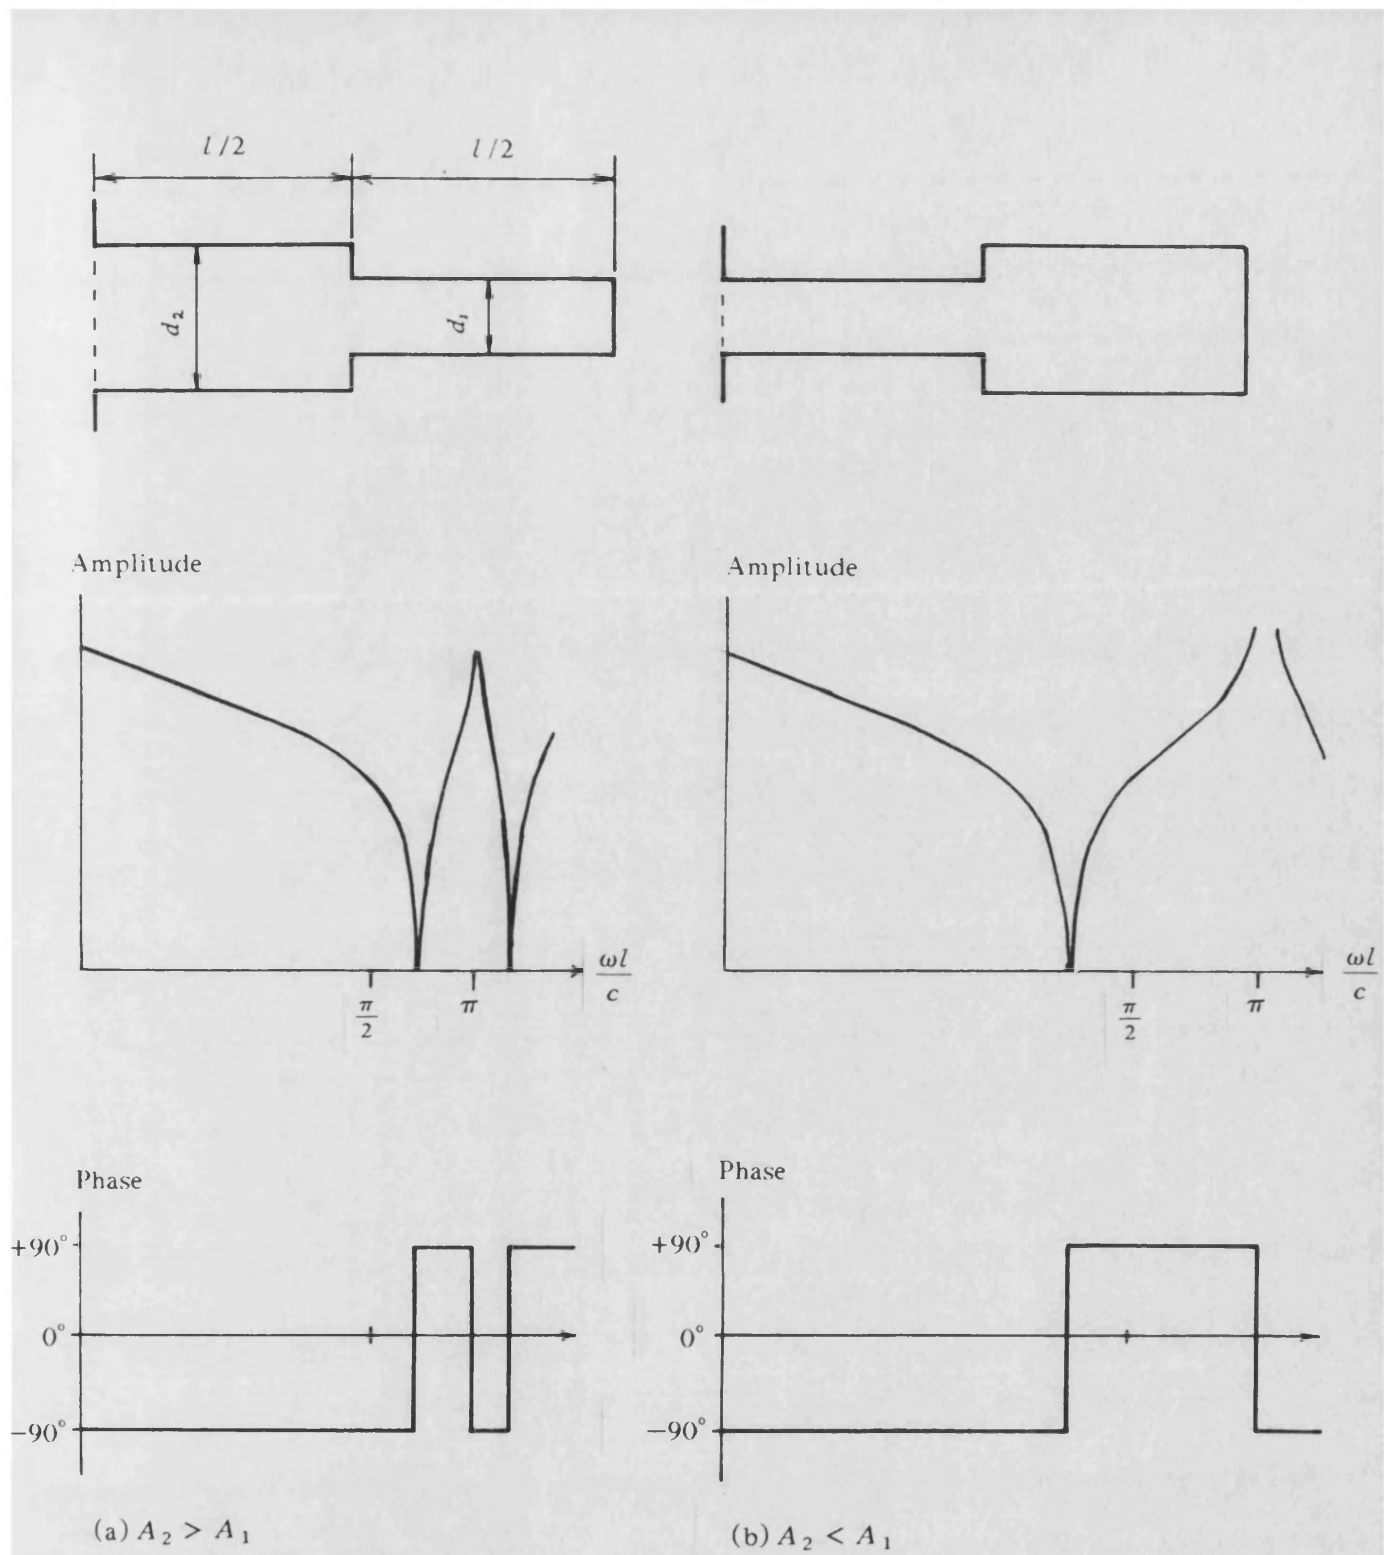 l/2
l/2
d₂
d₁
Amplitude
Amplitude
π/2
π
ωl/c
π/2
π
ωl/c
Phase
Phase
+90°
0°
−90°
+90°
0°
−90°
(a) A₂ > A₁
(b) A₂ < A₁